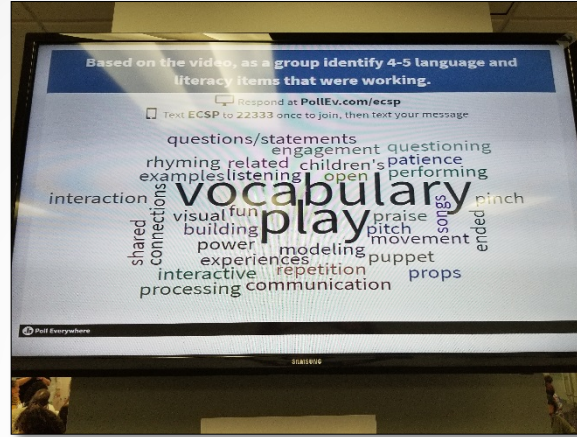 Based on the video, as a group identify 4-5 language and
literacy items that were working.
Respond at PollEv.com/ecsp
Text ECSP to 22333 once to join, then text your message
questions/statements
engagement questioning
rhyming related children's patience
examples listening open performing
interaction vocabulary pinch
shared connections visual fun play praise songs ended
building pitch
power modeling movement
experiences puppet
interactive repetition props
processing communication
Poll Everywhere
SAMSUNG